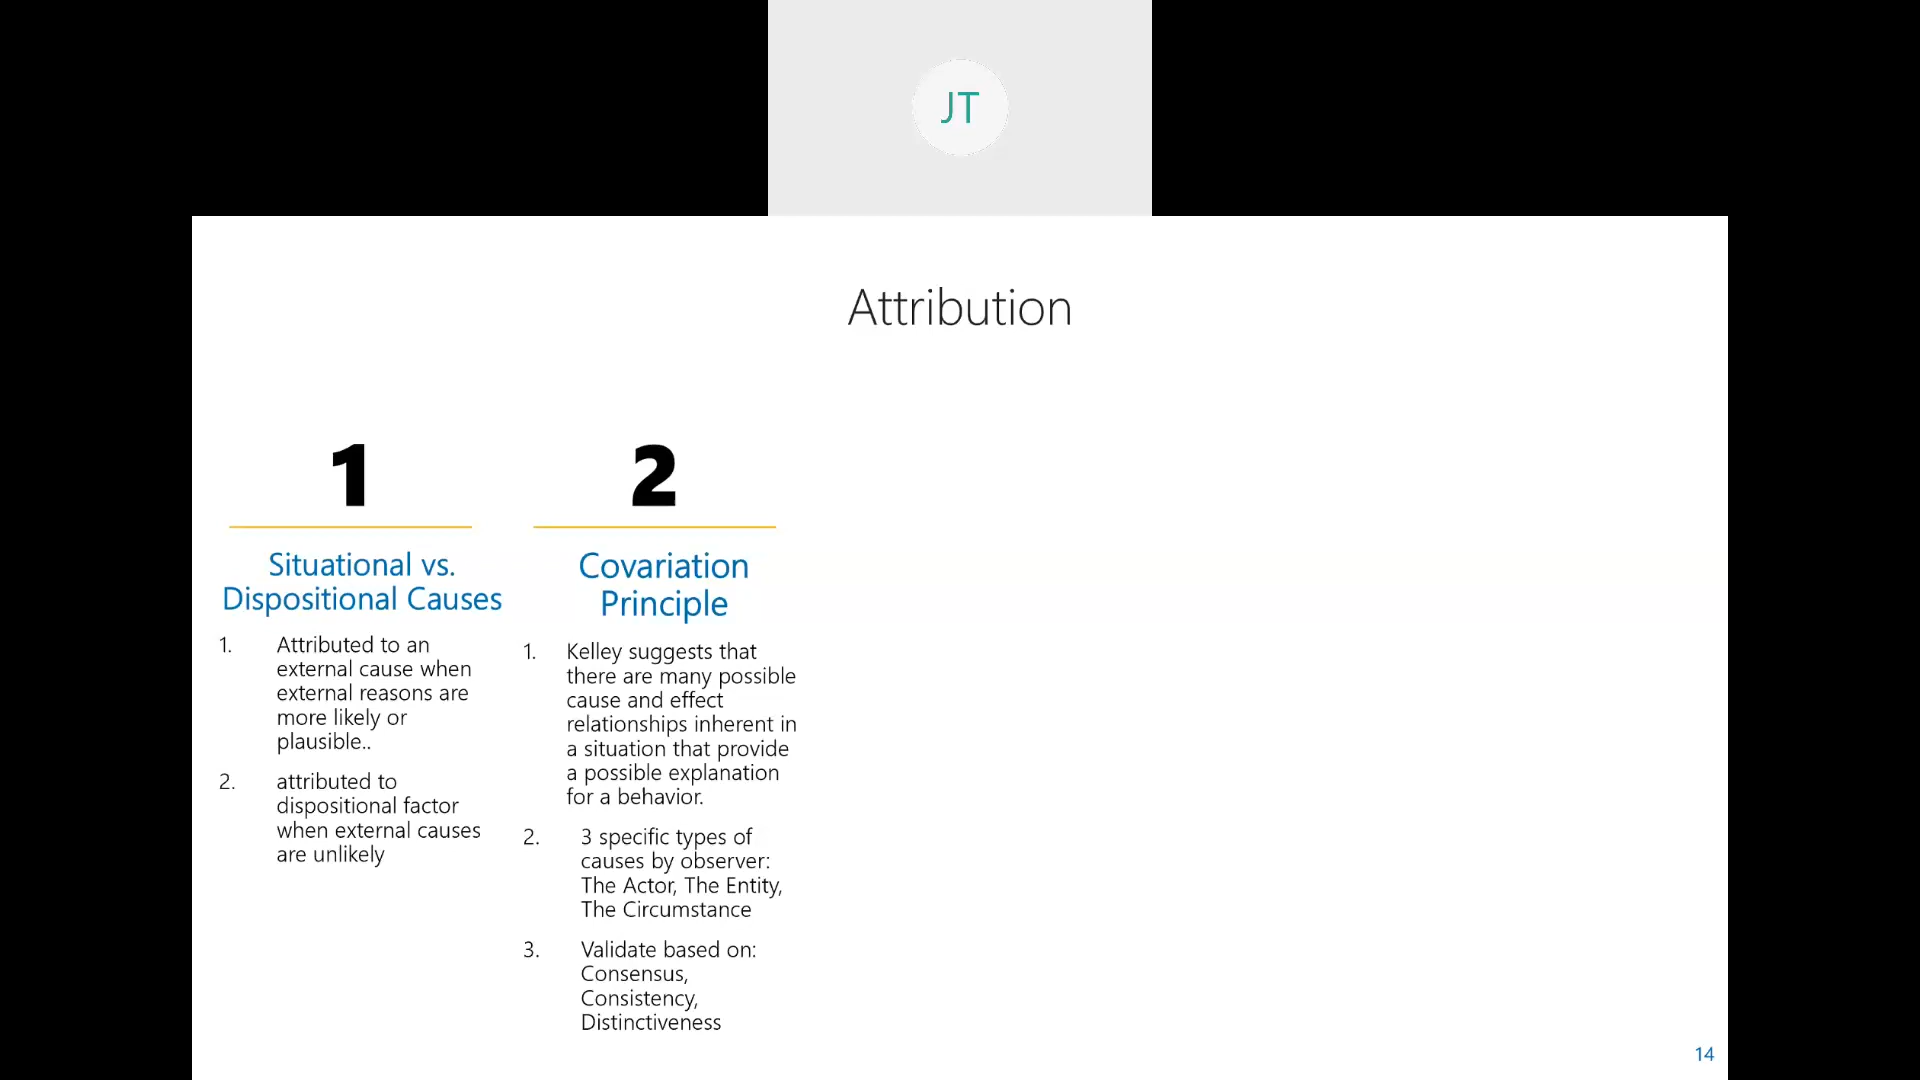 JT
Attribution
1
Situational vs.
Dispositional Causes
1. Attributed to an
external cause when
external reasons are
more likely or
plausible..
2. attributed to
dispositional factor
when external causes
are unlikely
2
Covariation
Principle
1. Kelley suggests that
there are many possible
cause and effect
relationships inherent in
a situation that provide
a possible explanation
for a behavior.
2. 3 specific types of
causes by observer:
The Actor, The Entity,
The Circumstance
3. Validate based on:
Consensus,
Consistency,
Distinctiveness
14